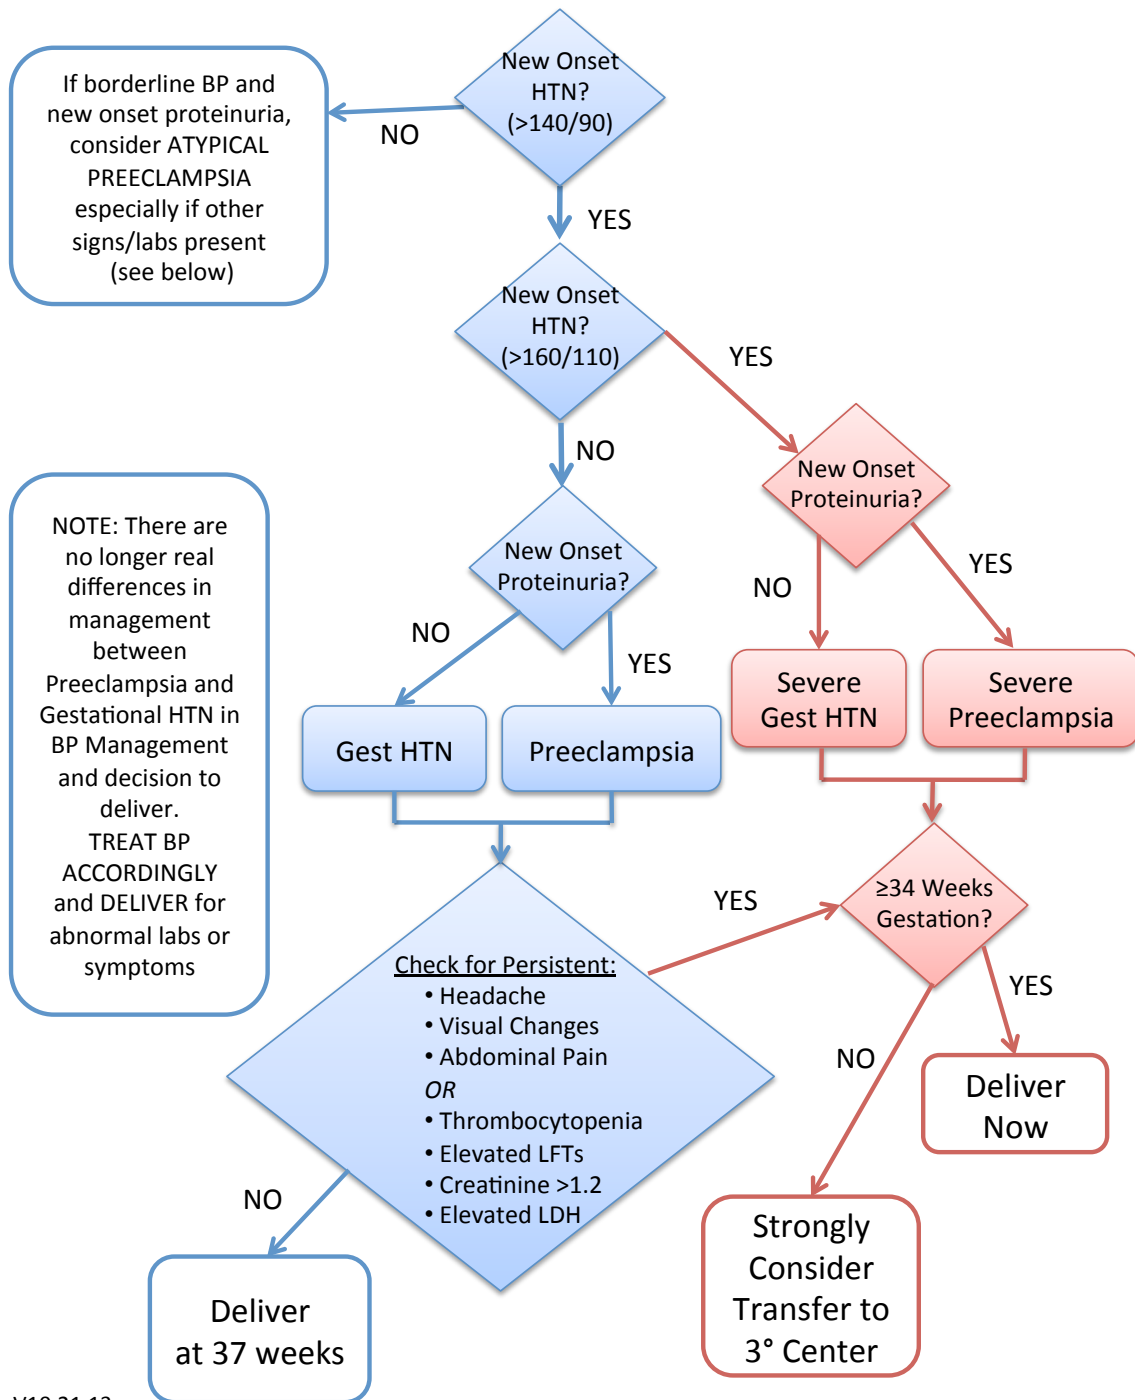 New Onset
HTN?
(>140/90)
If borderline BP and
new onset proteinuria,
consider ATYPICAL
PREECLAMPSIA
especially if other
signs/labs present
(see below)
NO
YES
New Onset
HTN?
(>160/110)
YES
NO
New Onset
Proteinuria?
NO
YES
Severe
Gest HTN
Severe
Preeclampsia
New Onset
Proteinuria?
NO
YES
Gest HTN
Preeclampsia
NOTE: There are
no longer real
differences in
management
between
Preeclampsia and
Gestational HTN in
BP Management
and decision to
deliver.
TREAT BP
ACCORDINGLY
and DELIVER for
abnormal labs or
symptoms
Check for Persistent:
• Headache
• Visual Changes
• Abdominal Pain
OR
• Thrombocytopenia
• Elevated LFTs
• Creatinine >1.2
• Elevated LDH
YES
≥34 Weeks
Gestation?
YES
NO
Deliver
Now
Strongly
Consider
Transfer to
3° Center
NO
Deliver
at 37 weeks